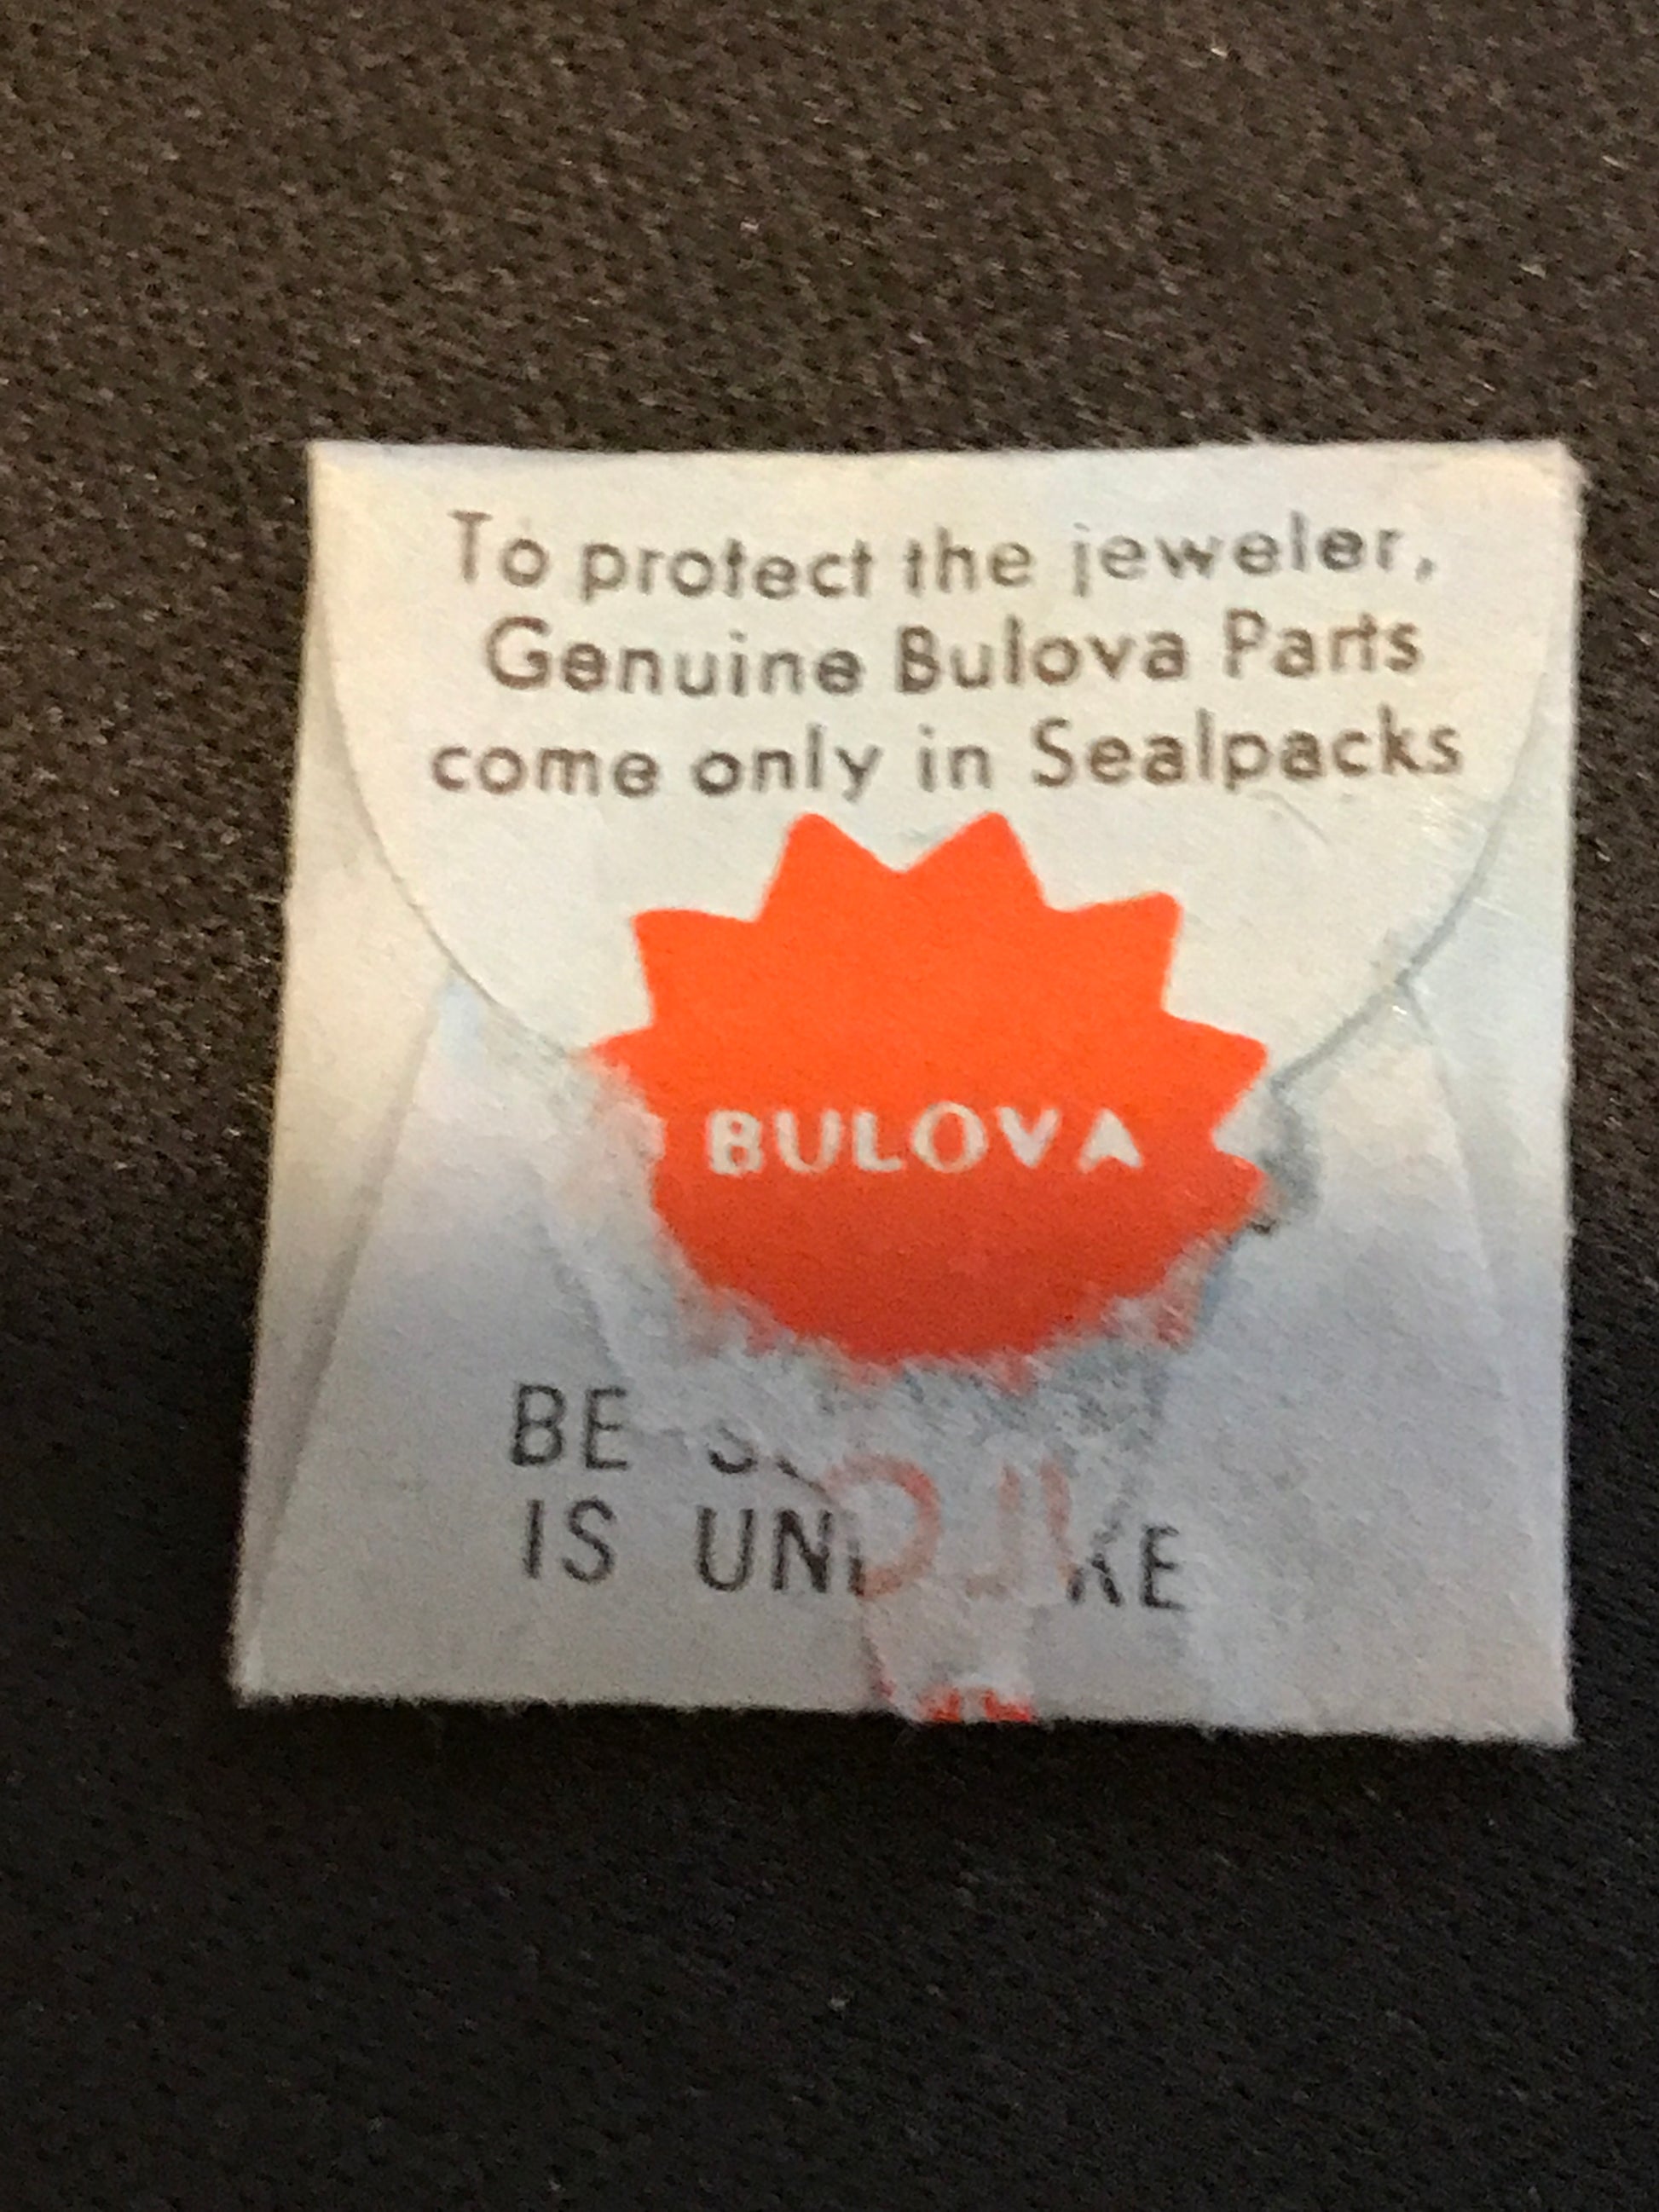 To protect the jeweler,
Genuine Bulova Parts
come only in Sealpacks
BULOVA
BE
IS